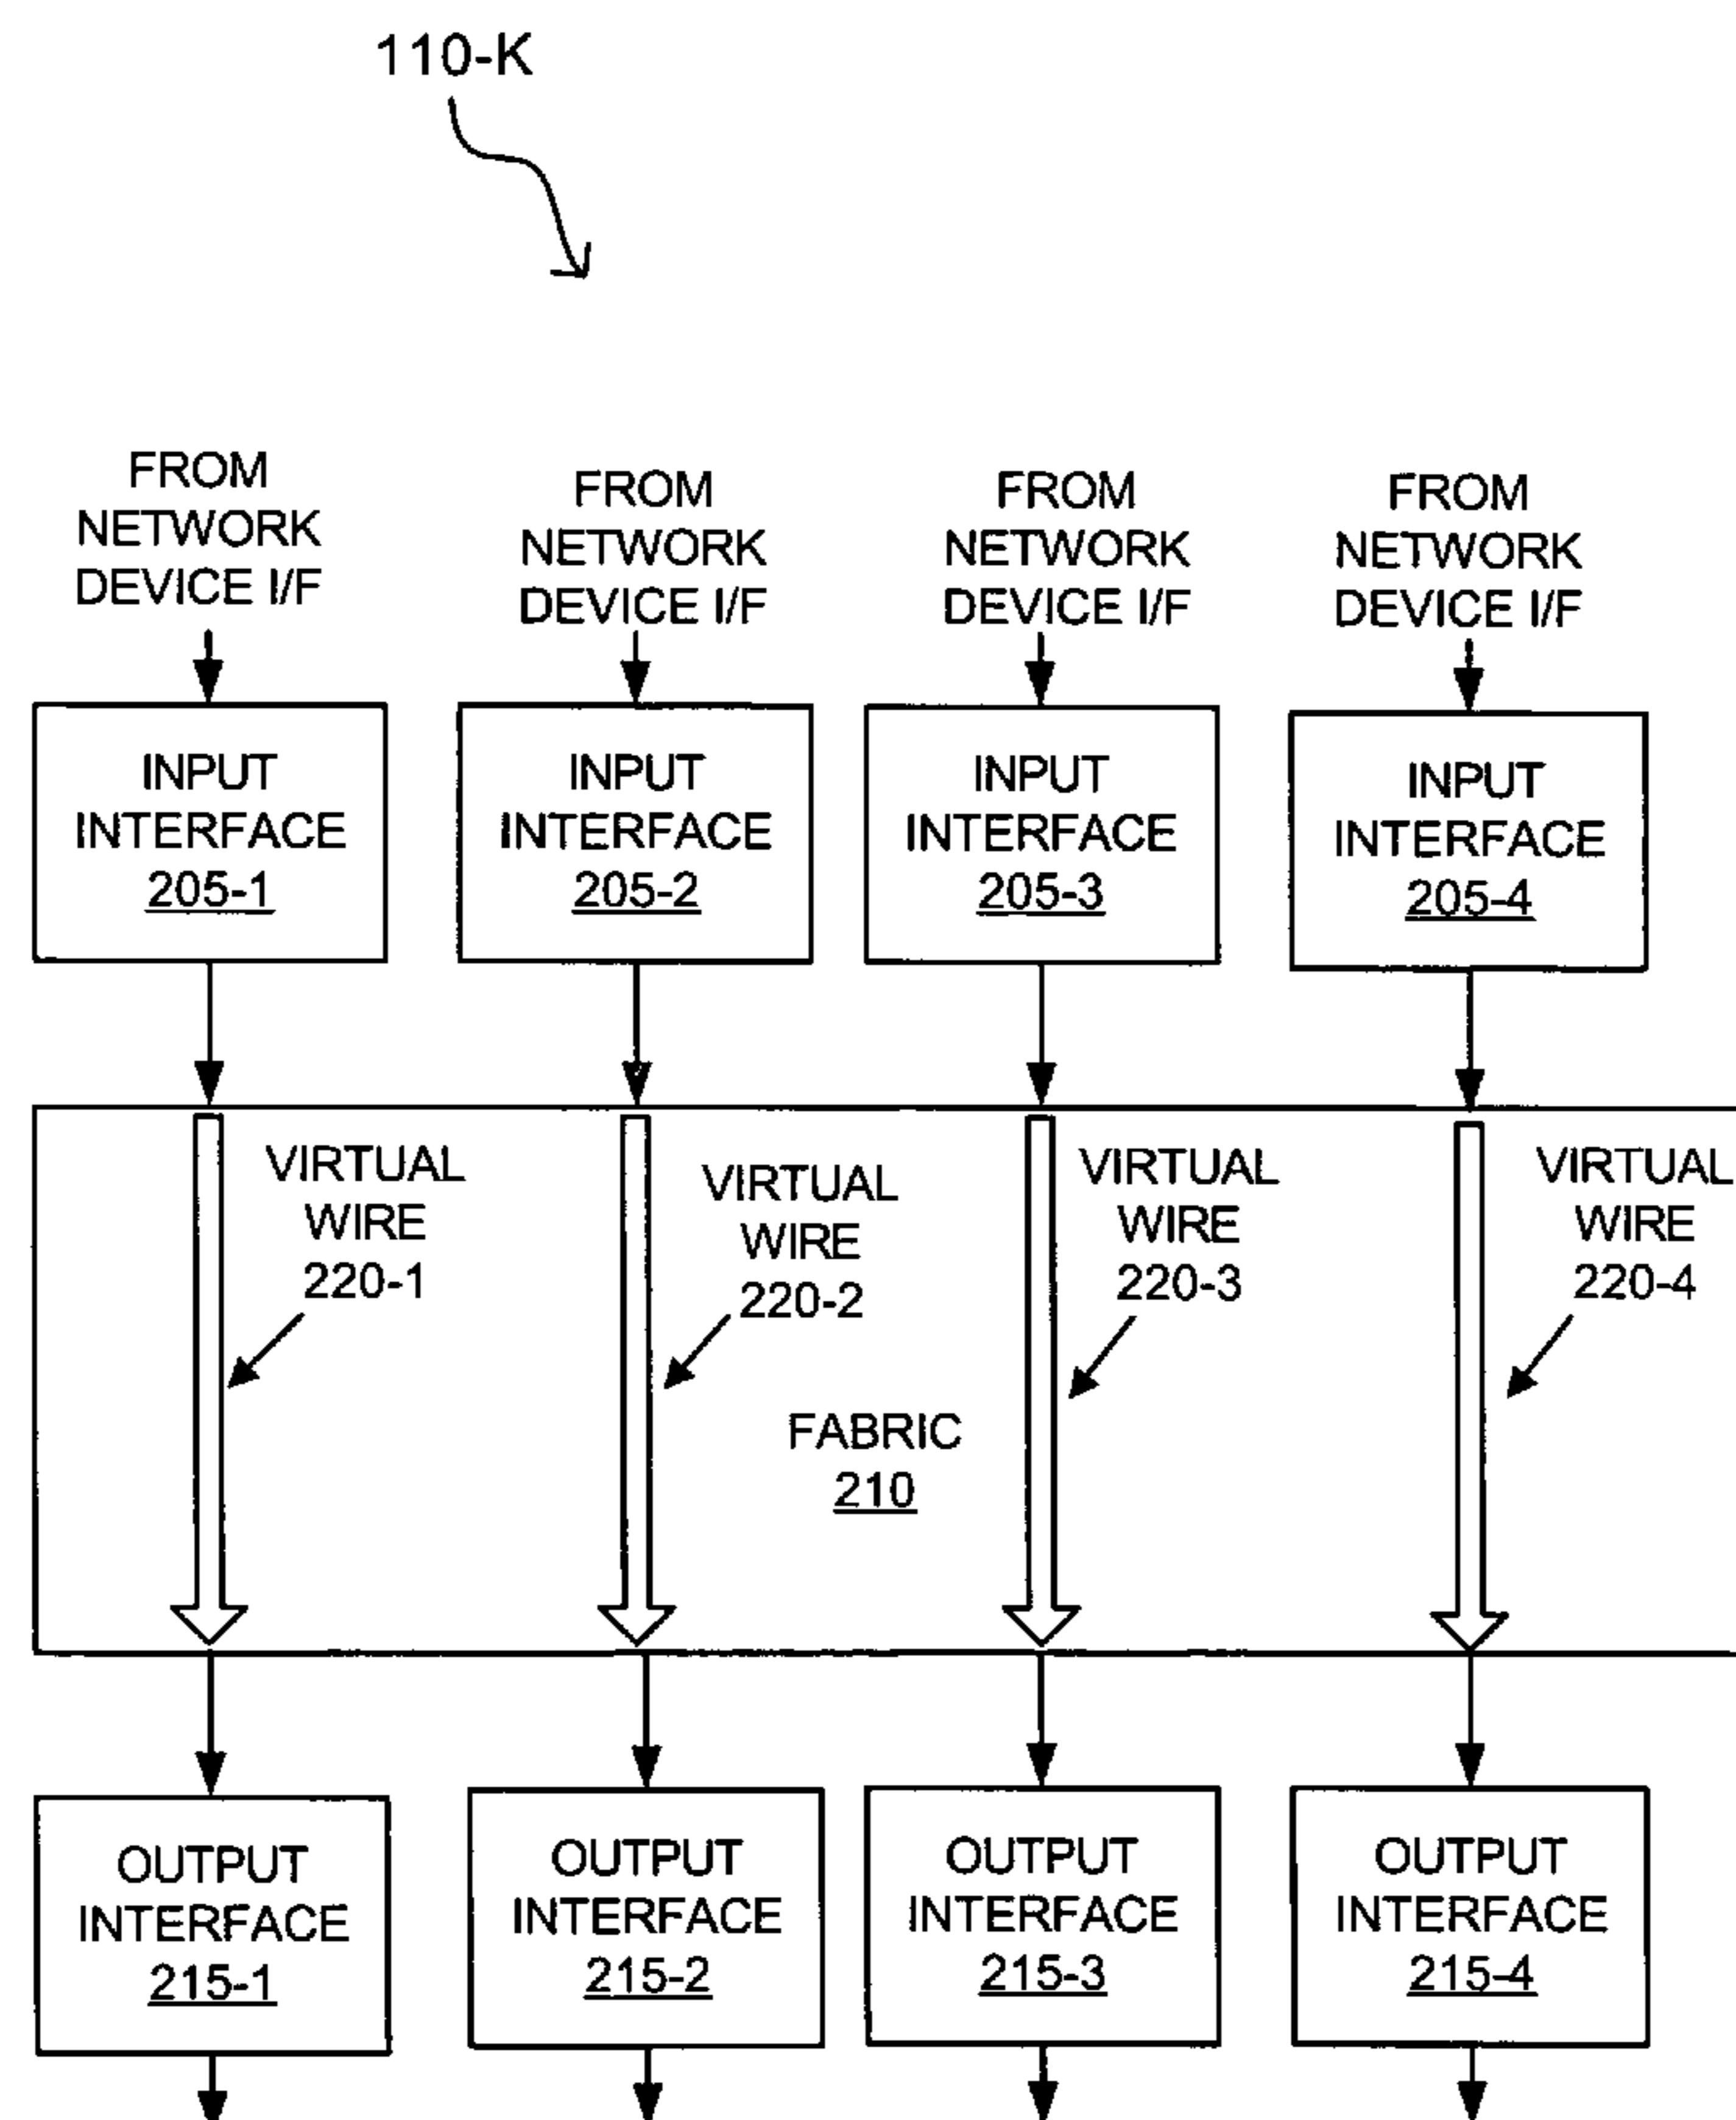 110-K
FROM
NETWORK
DEVICE I/F
FROM
NETWORK
DEVICE I/F
FROM
NETWORK
DEVICE I/F
FROM
NETWORK
DEVICE I/F
INPUT
INTERFACE
205-1
INPUT
INTERFACE
205-2
INPUT
INTERFACE
205-3
INPUT
INTERFACE
205-4
VIRTUAL
WIRE
220-1
VIRTUAL
WIRE
220-2
VIRTUAL
WIRE
220-3
VIRTUAL
WIRE
220-4
FABRIC
210
OUTPUT
INTERFACE
215-1
OUTPUT
INTERFACE
215-2
OUTPUT
INTERFACE
215-3
OUTPUT
INTERFACE
215-4